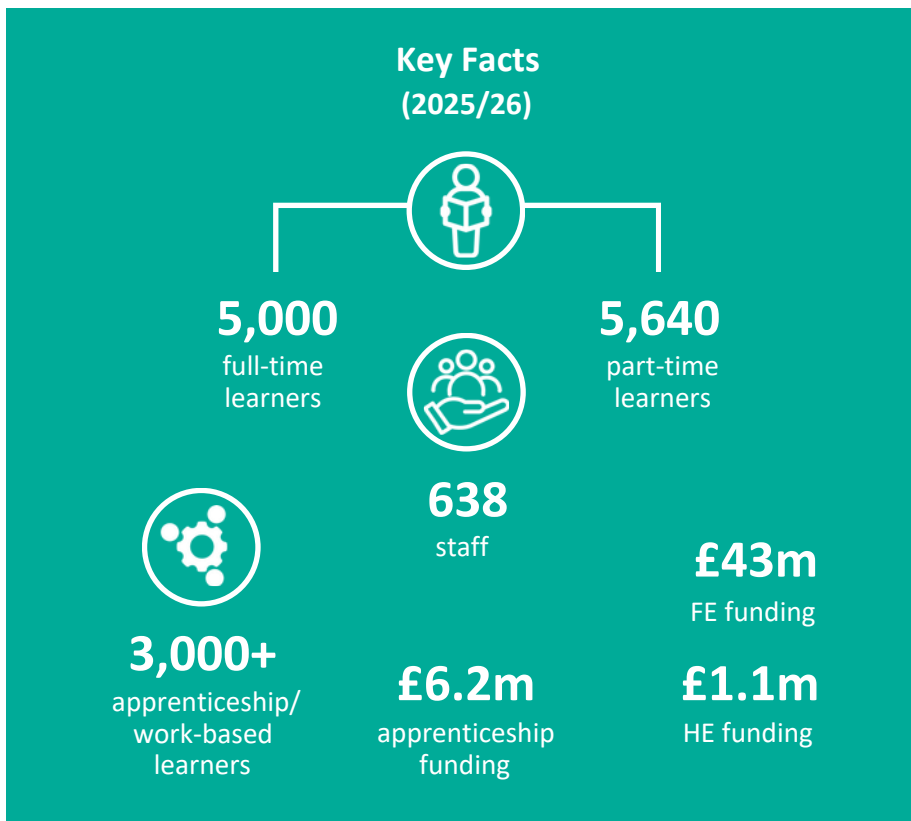 Key Facts
(2025/26)
5,000
full-time
learners
5,640
part-time
learners
638
staff
3,000+
apprenticeship/
work-based
learners
£6.2m
apprenticeship
funding
£43m
FE funding
£1.1m
HE funding